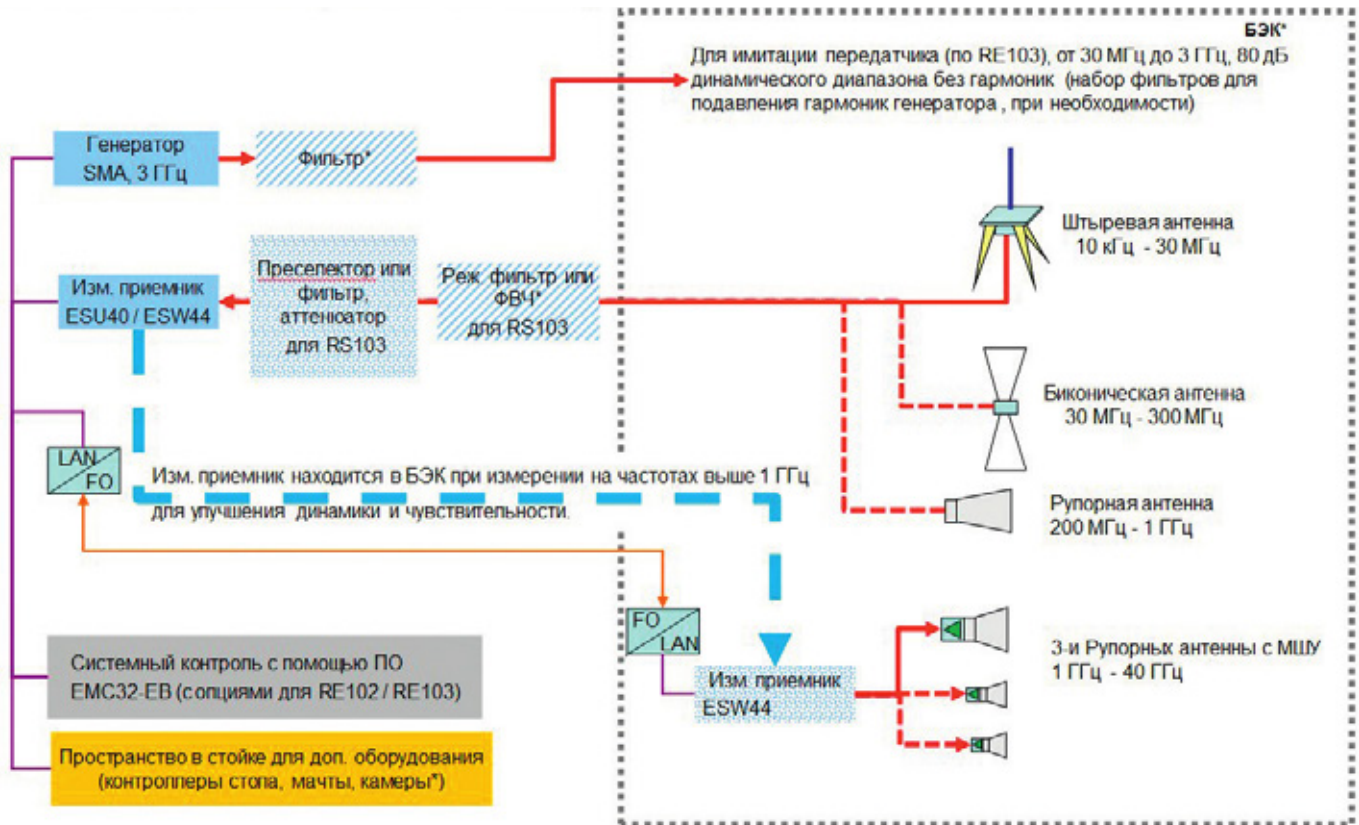 БЭК*
Для имитации передатчика (по RE103), от 30 МГц до 3 ГГц, 80 дБ
динамического диапазона без гармоник (набор фильтров для
подавления гармоник генератора , при необходимости)
Генератор
SMA, 3 ГГц
Фильтр*
Штыревая антенна
10 кГц - 30 МГц
Изм. приемник
ESU40 / ESW44
Преселектор или
фильтр,
аттенюатор
для RS103
Реж. фильтр или
ФВЧ*
для RS103
Биконическая антенна
30 МГц - 300 МГц
LAN
FO
Изм. приемник находится в БЭК при измерении на частотах выше 1 ГГц
для улучшения динамики и чувствительности.
Рупорная антенна
200 МГц - 1 ГГц
FO
LAN
Изм. приемник
ESW44
3-и Рупорных антенны с МШУ
1 ГГц - 40 ГГц
Системный контроль с помощью ПО
EMC32-EB (с опциями для RE102 / RE103)
Пространство в стойке для доп. оборудования
(контропперы стопа, мачты, камеры*)